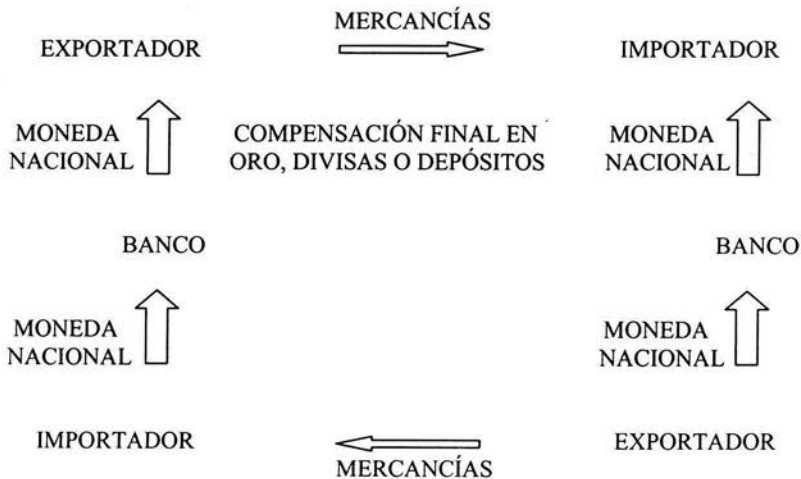 MERCANCÍAS
EXPORTADOR
IMPORTADOR
MONEDA
NACIONAL
COMPENSACIÓN FINAL EN
ORO, DIVISAS O DEPÓSITOS
MONEDA
NACIONAL
BANCO
BANCO
MONEDA
NACIONAL
MONEDA
NACIONAL
IMPORTADOR
EXPORTADOR
MERCANCÍAS